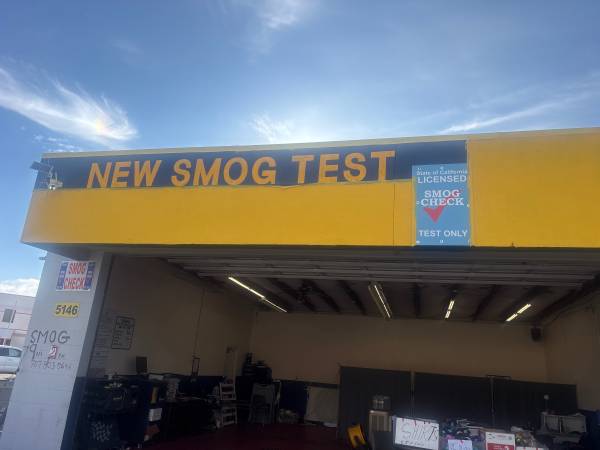 NEW SMOG TEST
State of California
LICENSED
SMOG
CHECK
TEST ONLY
SMOG
CHECK
5146
SMOG